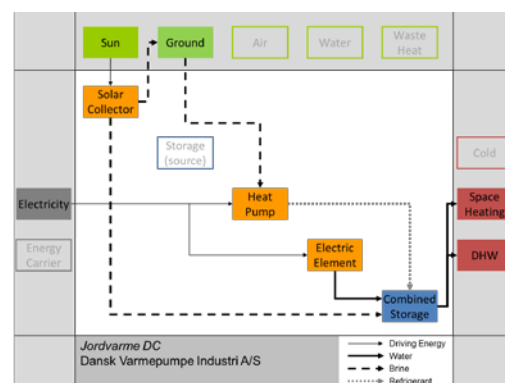 Sun
Ground
Air
Water
Waste
Heat
Solar
Collector
Storage
(source)
Cold
Electricity
Heat
Pump
Space
Heating
Energy
Carrier
Electric
Element
DHW
Combined
Storage
Jordvarme DC
Dansk Varmepumpe Industri A/S
Driving Energy
Water
Brine
Refrigerant